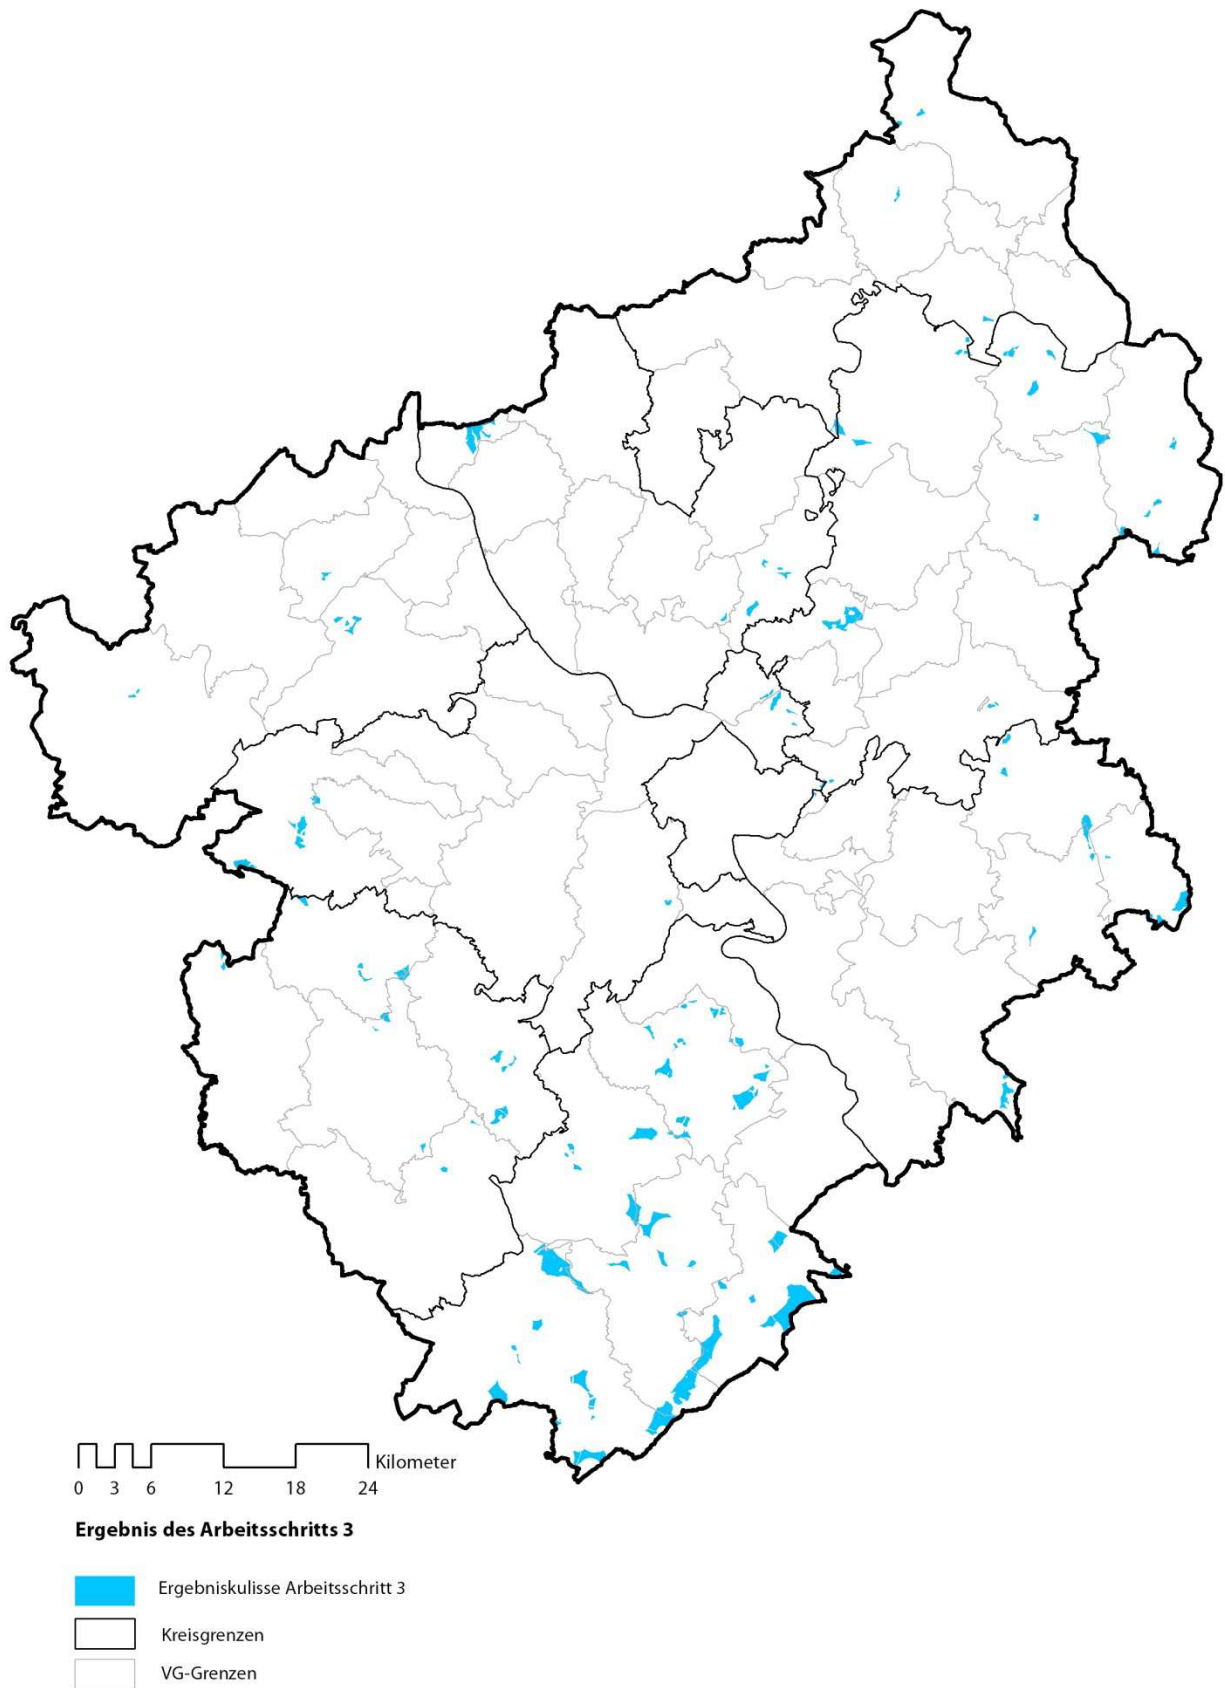 Kilometer
0 3 6 12 18 24
Ergebnis des Arbeitsschritts 3
Ergebniskulisse Arbeitsschritt 3
Kreisgrenzen
VG-Grenzen